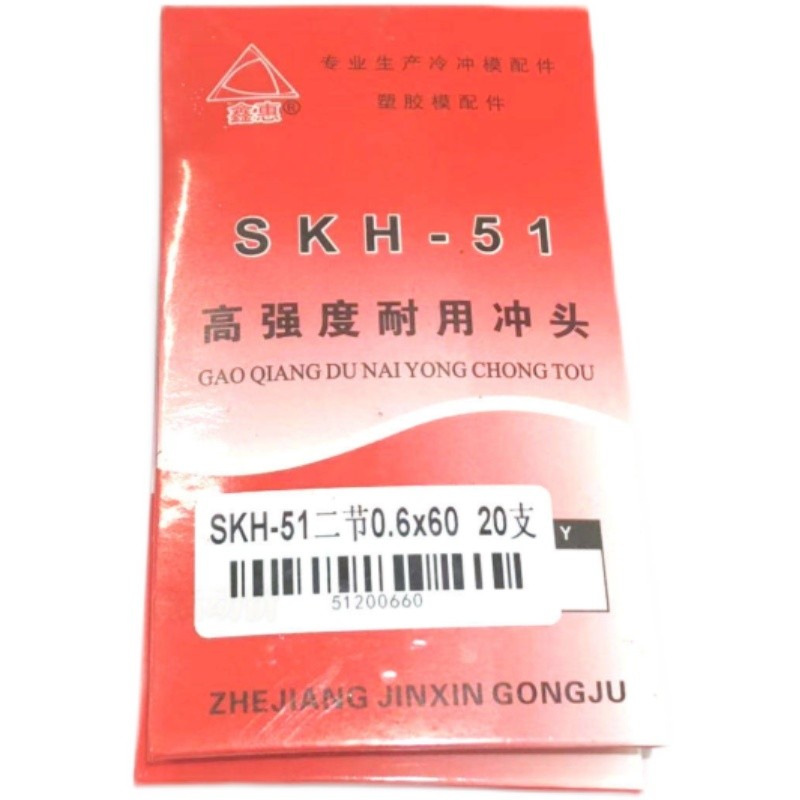 专业生产冷冲模配件
塑胶模配件
鑫惠®
SKH-51
高强度耐用冲头
GAO QIANG DU NAI YONG CHONG TOU
SKH-51二节0.6x60 20支
Y
51200660
ZHEJIANG JINXIN GONGJU